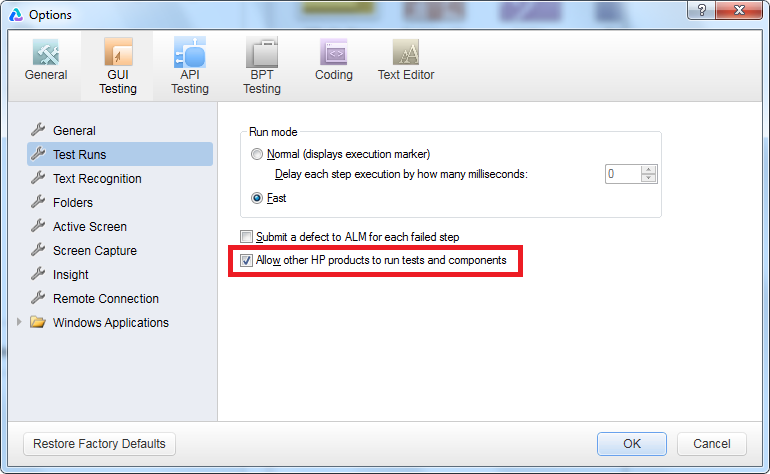 Options
?
General
GUI
Testing
API
Testing
BPT
Testing
Coding
Text Editor
General
Test Runs
Text Recognition
Folders
Active Screen
Screen Capture
Insight
Remote Connection
Windows Applications
Run mode
Normal (displays execution marker)
Delay each step execution by how many milliseconds: 0
Fast
Submit a defect to ALM for each failed step
Allow other HP products to run tests and components
Restore Factory Defaults
OK
Cancel